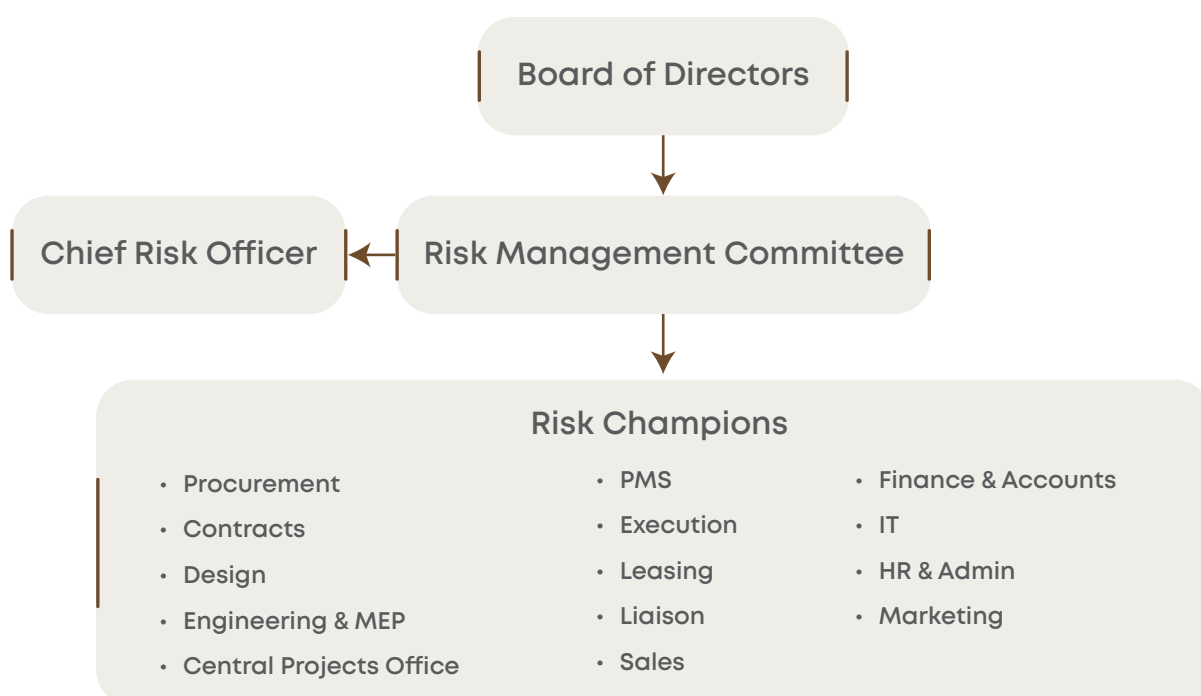 Board of Directors
Chief Risk Officer
Risk Management Committee
Risk Champions
• Procurement
• Contracts
• Design
• Engineering & MEP
• Central Projects Office
• PMS
• Execution
• Leasing
• Liaison
• Sales
• Finance & Accounts
• IT
• HR & Admin
• Marketing